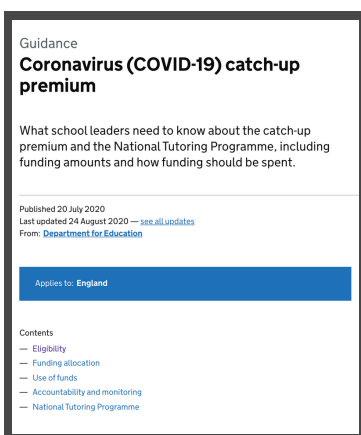 Guidance
Coronavirus (COVID-19) catch-up
premium
What school leaders need to know about the catch-up
premium and the National Tutoring Programme, including
funding amounts and how funding should be spent.
Published 20 July 2020
Last updated 24 August 2020 — see all updates
From: Department for Education
Applies to: England
Contents
— Eligibility
— Funding allocation
— Use of funds
— Accountability and monitoring
— National Tutoring Programme